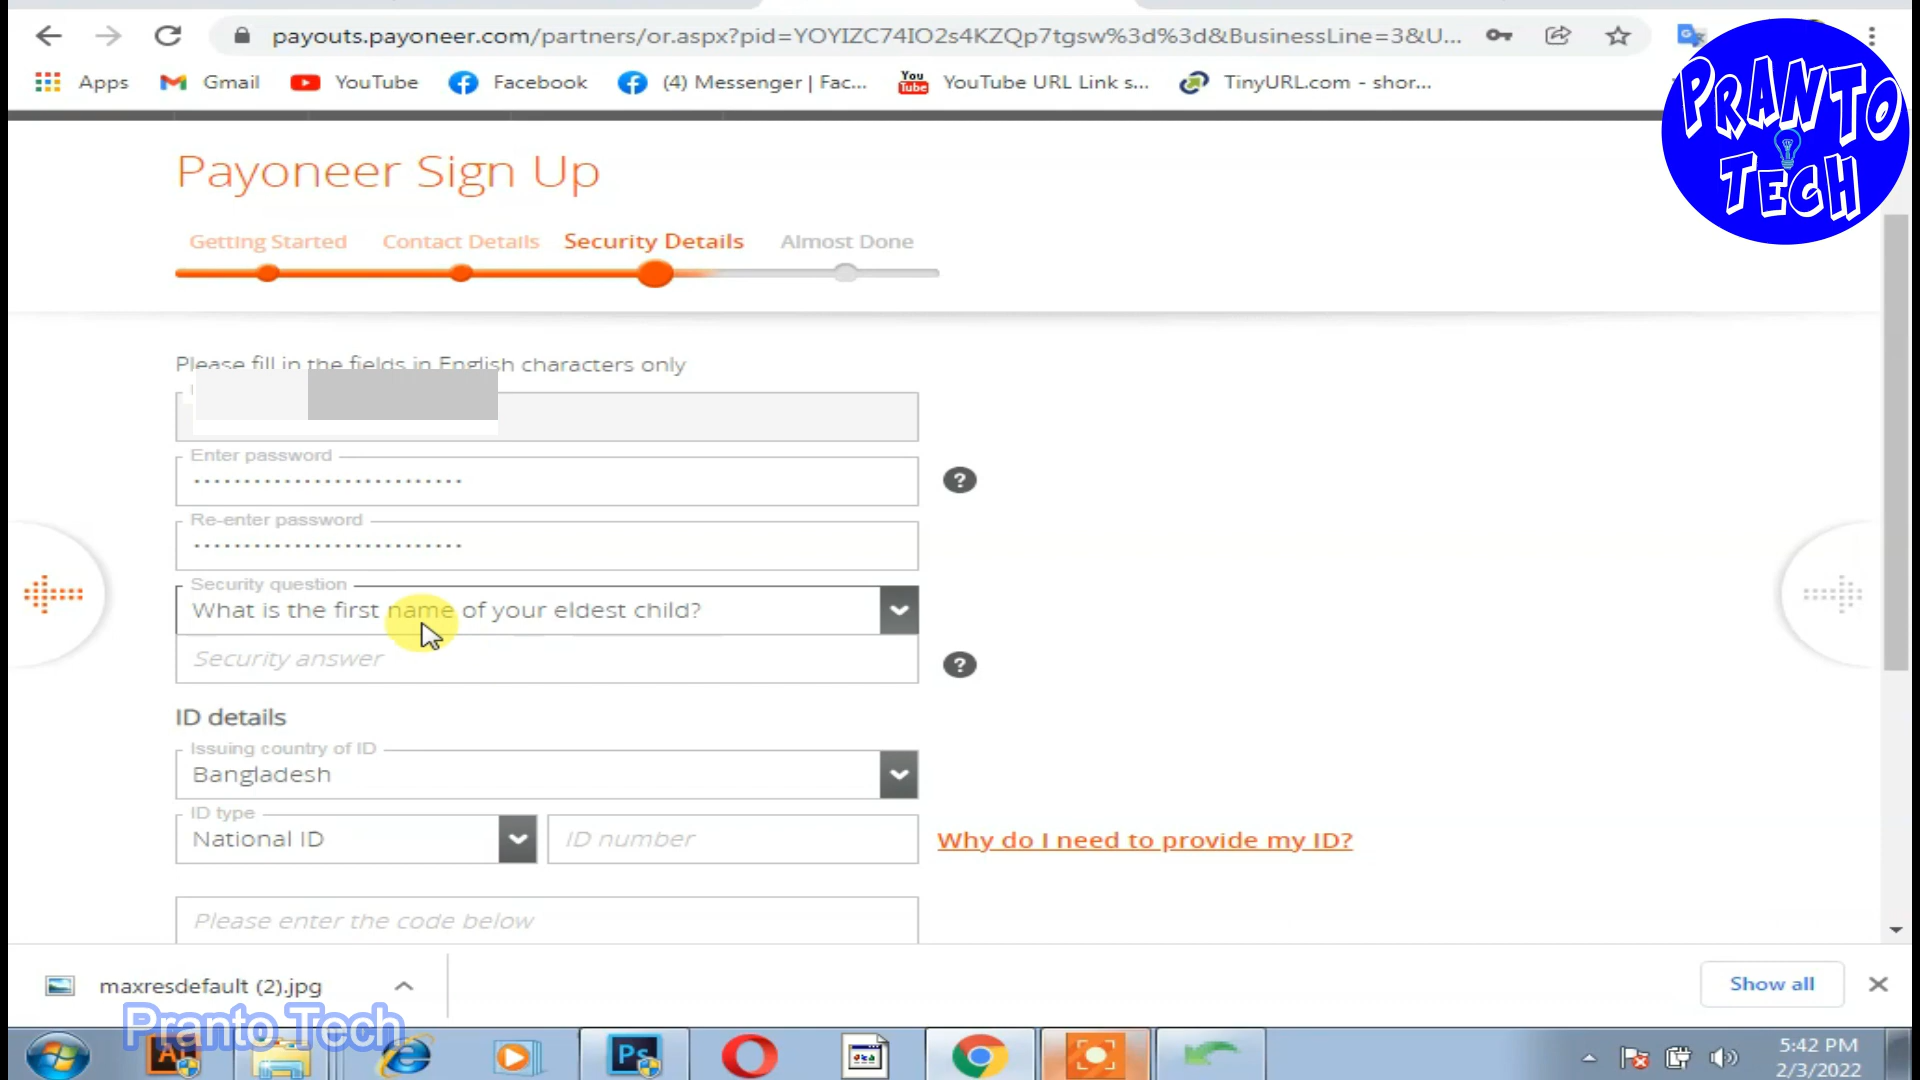 payouts.payoneer.com/partners/or.aspx?pid=YOYIZC74IO2s4KZQp7tgsw%3d%3d&BusinessLine=3&U...
Apps Gmail YouTube Facebook (4) Messenger | Fac... You Tube YouTube URL Link s... TinyURL.com - shor...
PRANTO
TECH
Payoneer Sign Up
Getting Started Contact Details Security Details Almost Done
Please fill in the fields in English characters only
Enter password
Re-enter password
Security question
What is the first name of your eldest child?
Security answer
ID details
Issuing country of ID
Bangladesh
ID type
National ID ID number Why do I need to provide my ID?
Please enter the code below
maxresdefault (2).jpg Show all
Pranto Tech
Ai Ps
5:42 PM
2/3/2022